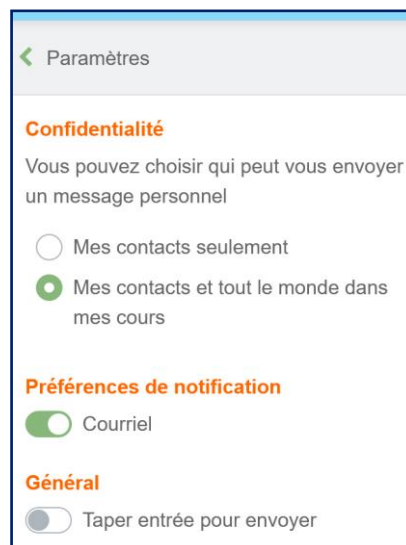 Paramètres
Confidentialité
Vous pouvez choisir qui peut vous envoyer
un message personnel
Mes contacts seulement
Mes contacts et tout le monde dans
mes cours
Préférences de notification
Courriel
Général
Taper entrée pour envoyer